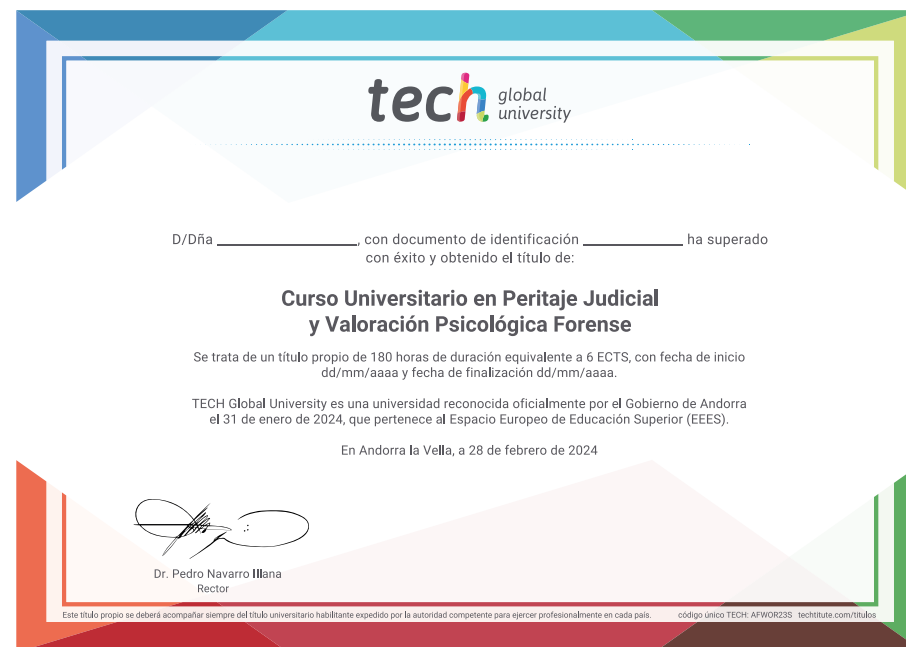 tech global university
D/Dña ____________________, con documento de identificación ______________ ha superado
con éxito y obtenido el título de:
Curso Universitario en Peritaje Judicial
y Valoración Psicológica Forense
Se trata de un título propio de 180 horas de duración equivalente a 6 ECTS, con fecha de inicio
dd/mm/aaaa y fecha de finalización dd/mm/aaaa.
TECH Global University es una universidad reconocida oficialmente por el Gobierno de Andorra
el 31 de enero de 2024, que pertenece al Espacio Europeo de Educación Superior (EEES).
En Andorra la Vella, a 28 de febrero de 2024
Dr. Pedro Navarro Illana
Rector
Este título propio se deberá acompañar siempre del título universitario habilitante expedido por la autoridad competente para ejercer profesionalmente en cada país. código único TECH: AFWOR23S techtitute.com/titulos